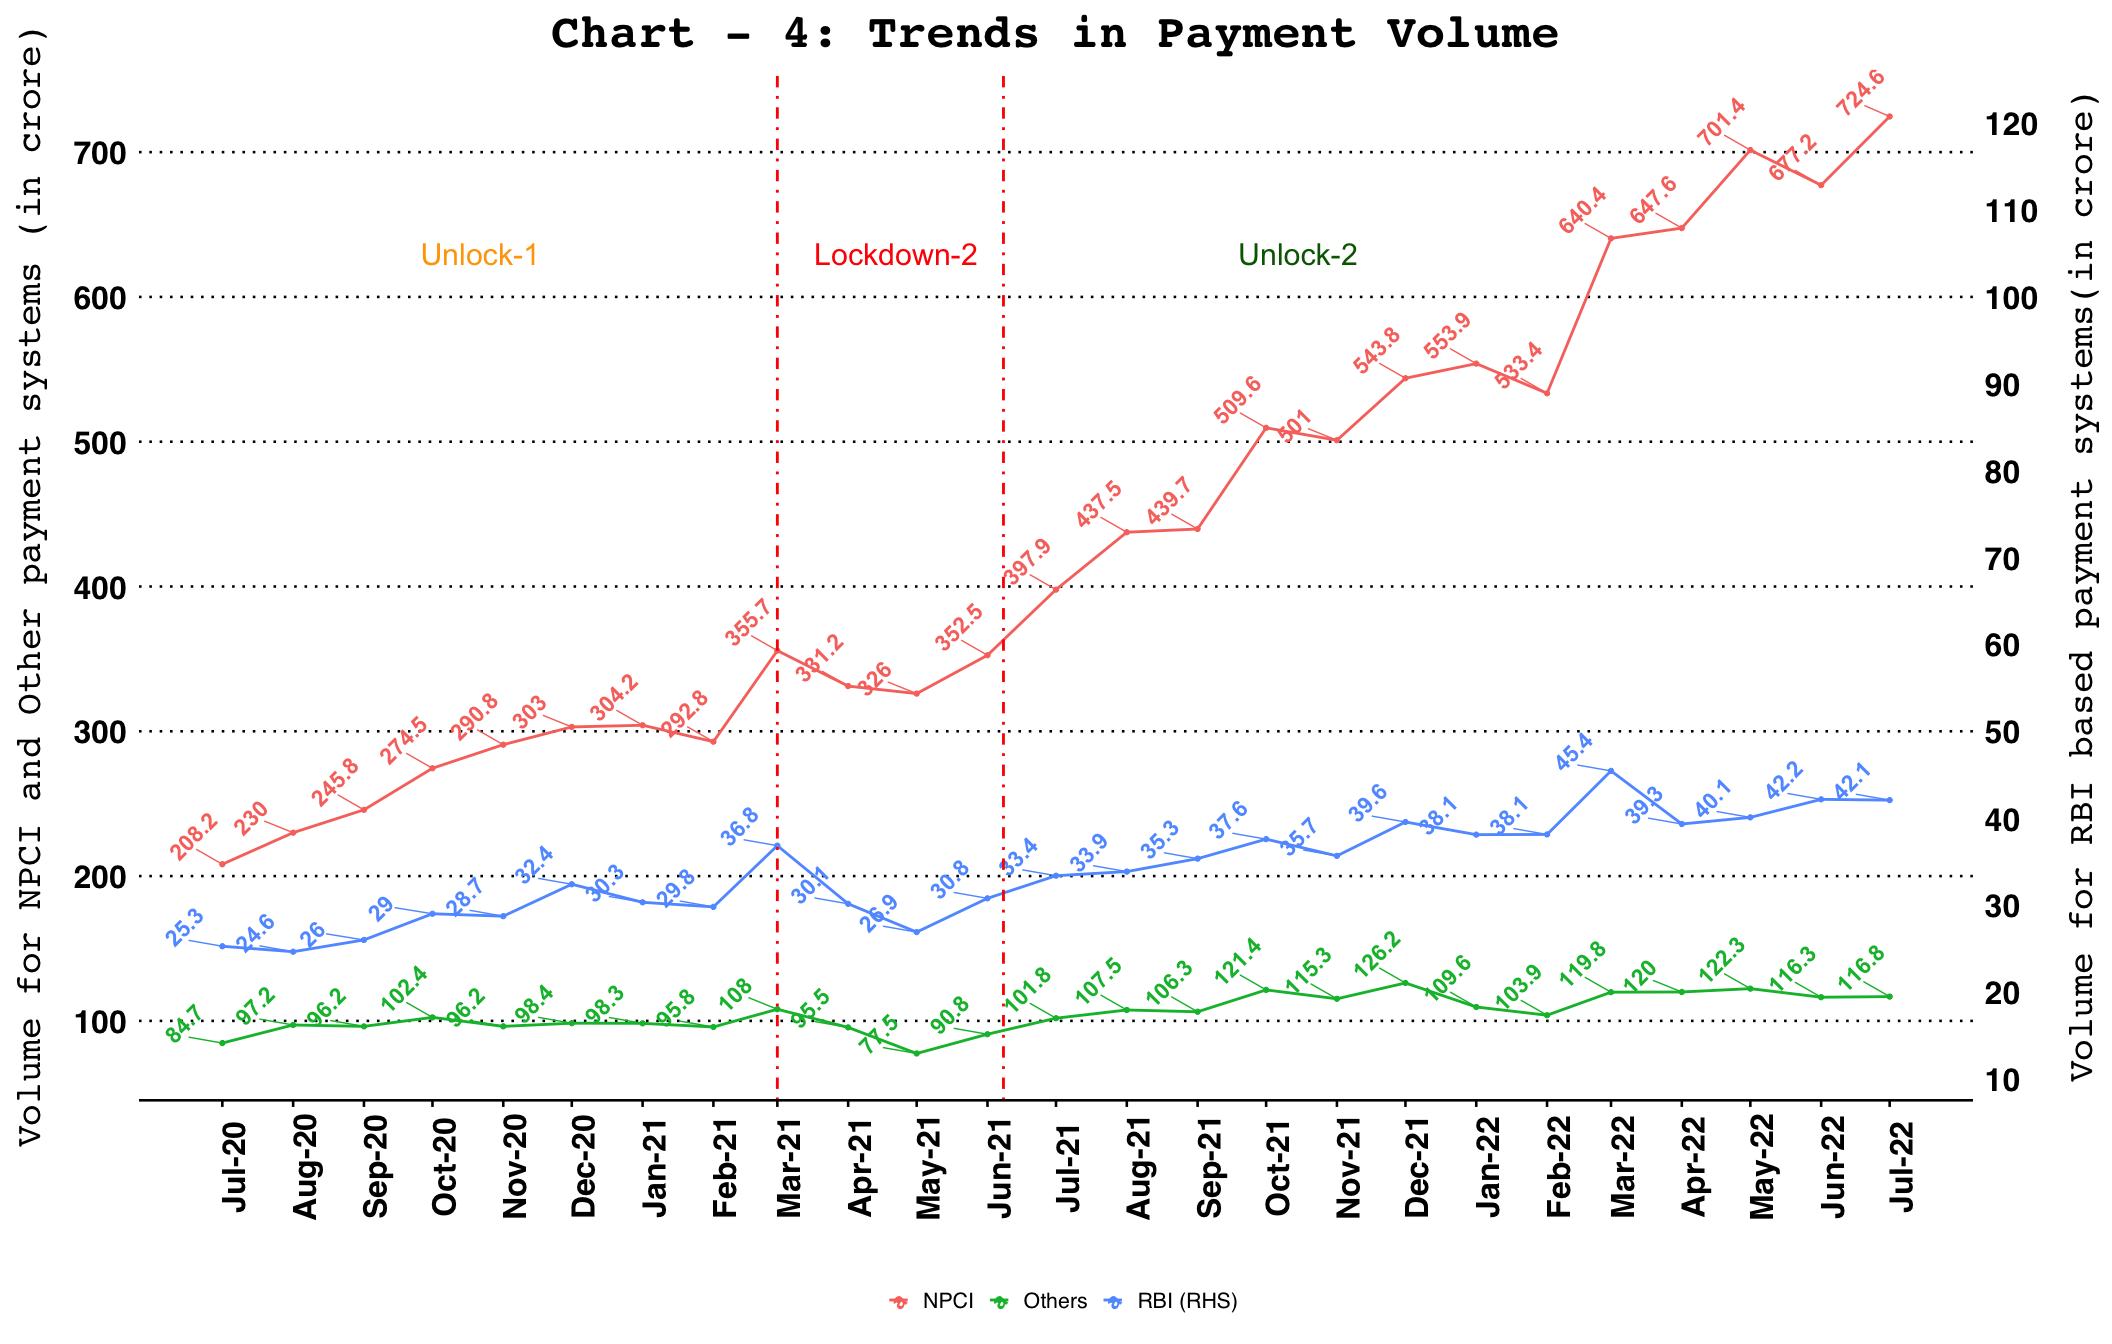 Chart - 4: Trends in Payment Volume
Volume for NPCI and Other payment systems (in crore)
700
600
500
400
300
200
100
Unlock-1
Lockdown-2
Unlock-2
208.2
230
245.8
274.5
290.8
303
304.2
292.8
355.7
331.2
326
352.5
397.9
437.5
439.7
509.6
501
543.8
553.9
533.4
640.4
647.6
701.4
677.2
724.6
25.3
24.6
26
29
28.7
32.4
30.3
29.8
36.8
30.1
26.9
30.8
33.4
33.9
35.3
37.6
35.7
39.6
38.1
38.1
45.4
39.3
40.1
42.2
42.1
84.7
97.2
96.2
102.4
96.2
98.4
98.3
95.8
108
95.5
77.5
90.8
101.8
107.5
106.3
121.4
115.3
126.2
109.6
103.9
119.8
120
122.3
116.3
116.8
120
110
100
90
80
70
60
50
40
30
20
10
Volume for RBI based payment systems(in crore)
Jul-20
Aug-20
Sep-20
Oct-20
Nov-20
Dec-20
Jan-21
Feb-21
Mar-21
Apr-21
May-21
Jun-21
Jul-21
Aug-21
Sep-21
Oct-21
Nov-21
Dec-21
Jan-22
Feb-22
Mar-22
Apr-22
May-22
Jun-22
Jul-22
NPCI Others RBI (RHS)